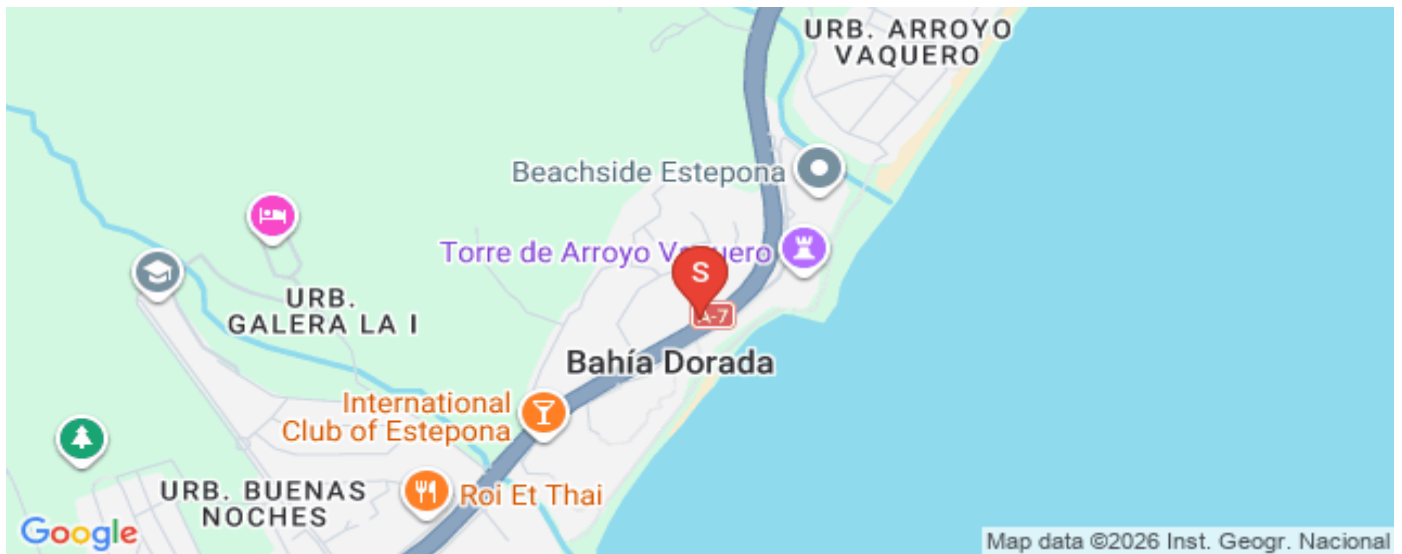 URB. ARROYO
VAQUERO
Beachside Estepona
Torre de Arroyo Vaquero
S
A-7
URB.
GALERA LA I
Bahía Dorada
International
Club of Estepona
URB. BUENAS
NOCHES
Roi Et Thai
Google
Map data ©2026 Inst. Geogr. Nacional